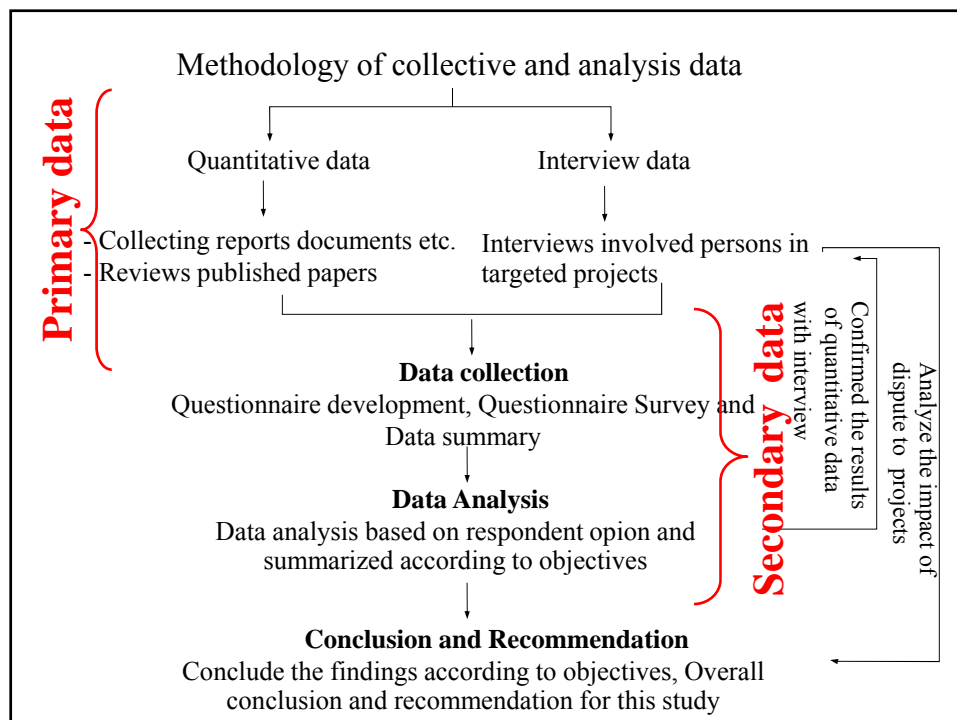 Methodology of collective and analysis data
Primary data
Quantitative data
Interview data
- Collecting reports documents etc.
- Reviews published papers
Interviews involved persons in
targeted projects
Data collection
Questionnaire development, Questionnaire Survey and
Data summary
Data Analysis
Data analysis based on respondent opion and
summarized according to objectives
Secondary data
Confirmed the results
of quantitative data
with interview
Analyze the impact of
dispute to projects
Conclusion and Recommendation
Conclude the findings according to objectives, Overall
conclusion and recommendation for this study